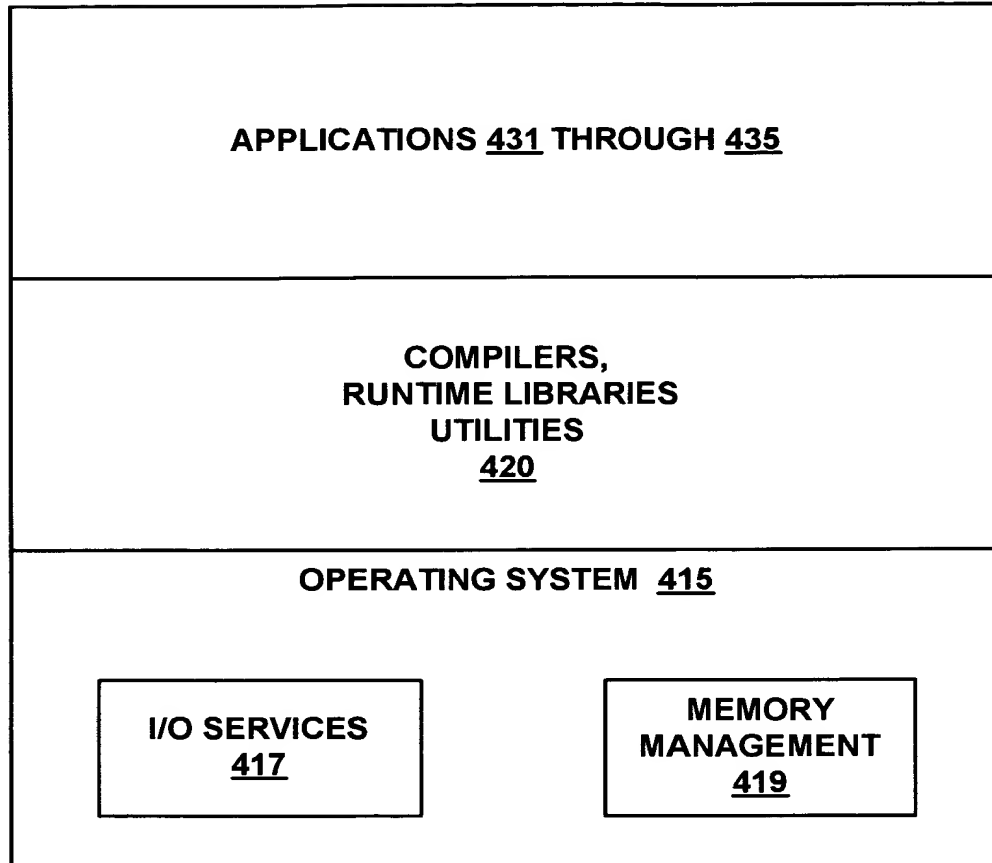 APPLICATIONS 431 THROUGH 435
COMPILERS,
RUNTIME LIBRARIES
UTILITIES
420
OPERATING SYSTEM 415
I/O SERVICES
417
MEMORY
MANAGEMENT
419